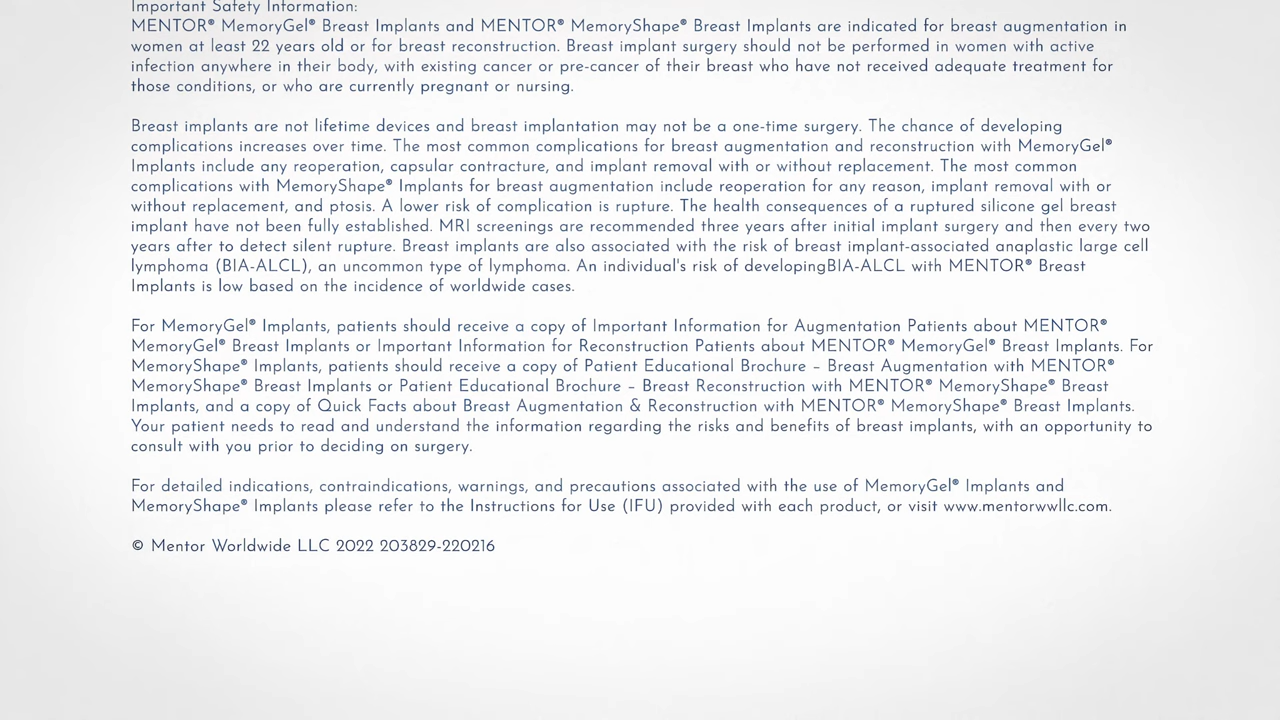 Important Safety Information:
MENTOR® MemoryGel® Breast Implants and MENTOR® MemoryShape® Breast Implants are indicated for breast augmentation in
women at least 22 years old or for breast reconstruction. Breast implant surgery should not be performed in women with active
infection anywhere in their body, with existing cancer or pre-cancer of their breast who have not received adequate treatment for
those conditions, or who are currently pregnant or nursing.
Breast implants are not lifetime devices and breast implantation may not be a one-time surgery. The chance of developing
complications increases over time. The most common complications for breast augmentation and reconstruction with MemoryGel®
Implants include any reoperation, capsular contracture, and implant removal with or without replacement. The most common
complications with MemoryShape® Implants for breast augmentation include reoperation for any reason, implant removal with or
without replacement, and ptosis. A lower risk of complication is rupture. The health consequences of a ruptured silicone gel breast
implant have not been fully established. MRI screenings are recommended three years after initial implant surgery and then every two
years after to detect silent rupture. Breast implants are also associated with the risk of breast implant-associated anaplastic large cell
lymphoma (BIA-ALCL), an uncommon type of lymphoma. An individual's risk of developingBIA-ALCL with MENTOR® Breast
Implants is low based on the incidence of worldwide cases.
For MemoryGel® Implants, patients should receive a copy of Important Information for Augmentation Patients about MENTOR®
MemoryGel® Breast Implants or Important Information for Reconstruction Patients about MENTOR® MemoryGel® Breast Implants. For
MemoryShape® Implants, patients should receive a copy of Patient Educational Brochure – Breast Augmentation with MENTOR®
MemoryShape® Breast Implants or Patient Educational Brochure – Breast Reconstruction with MENTOR® MemoryShape® Breast
Implants, and a copy of Quick Facts about Breast Augmentation & Reconstruction with MENTOR® MemoryShape® Breast Implants.
Your patient needs to read and understand the information regarding the risks and benefits of breast implants, with an opportunity to
consult with you prior to deciding on surgery.
For detailed indications, contraindications, warnings, and precautions associated with the use of MemoryGel® Implants and
MemoryShape® Implants please refer to the Instructions for Use (IFU) provided with each product, or visit www.mentorwwllc.com.
© Mentor Worldwide LLC 2022 203829-220216